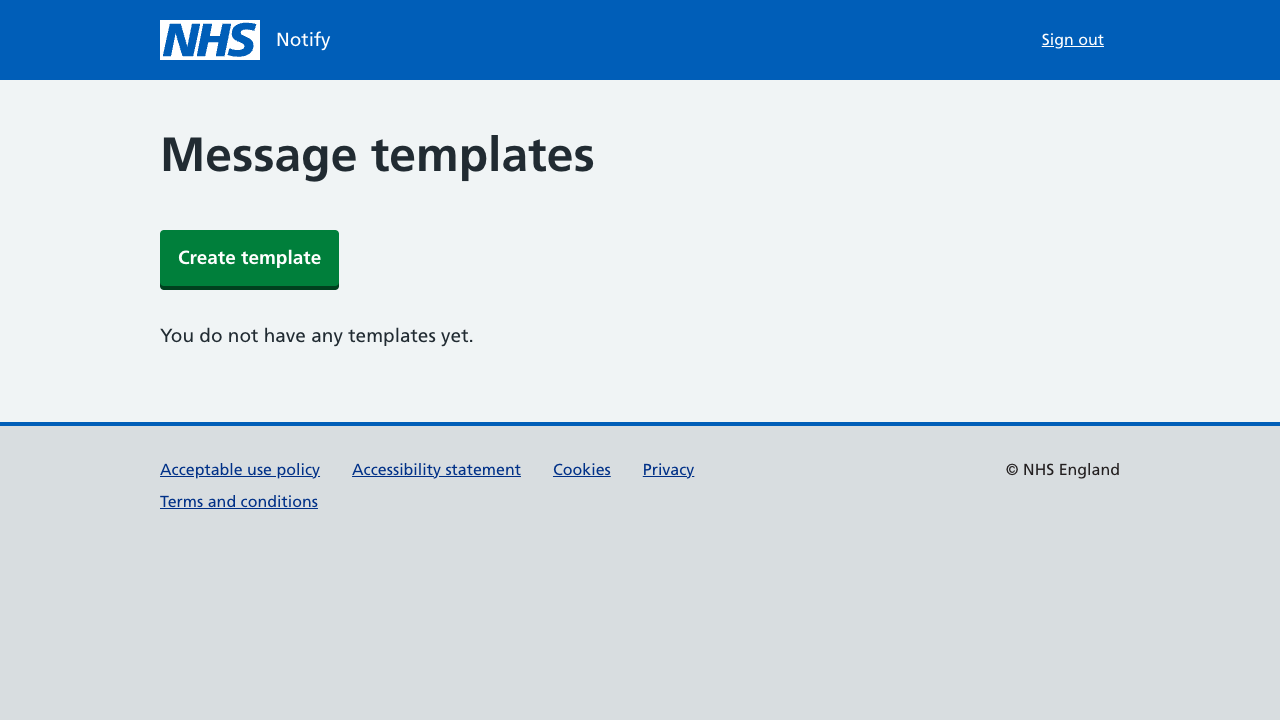 NHS Notify Sign out
Message templates
Create template
You do not have any templates yet.
Acceptable use policy Accessibility statement Cookies Privacy © NHS England
Terms and conditions